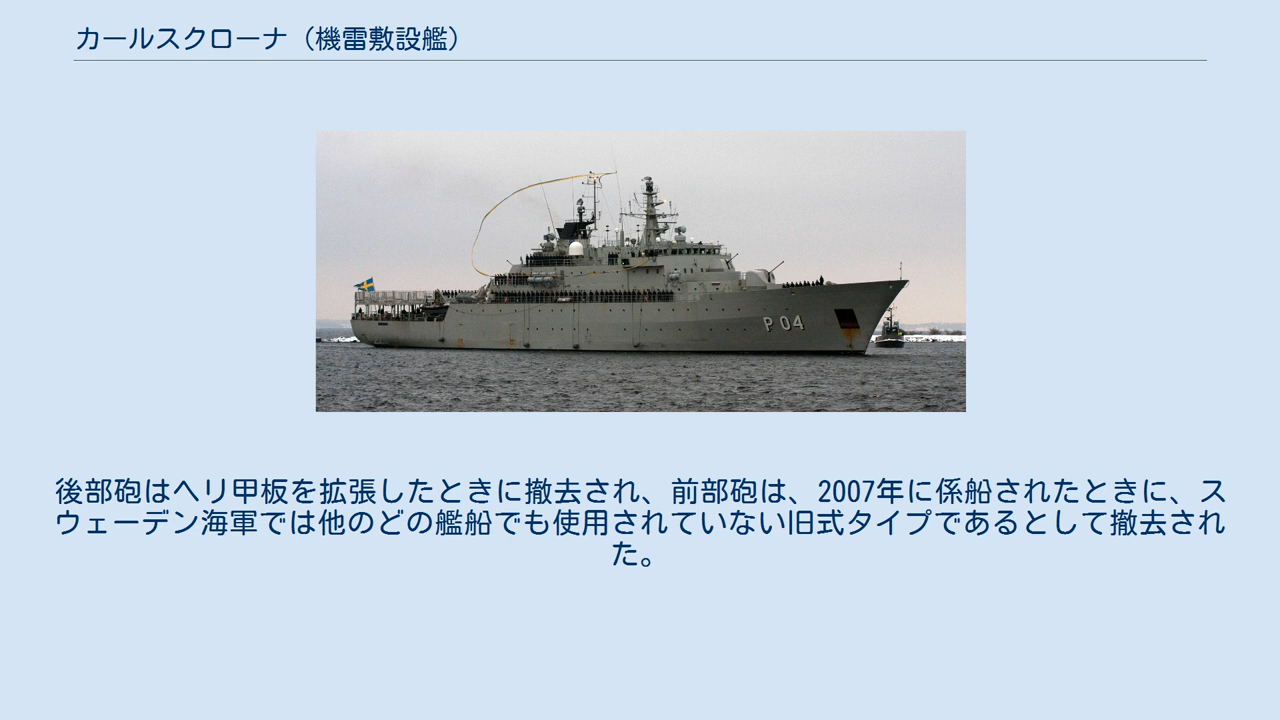 カールスクローナ（機雷敷設艦）
P 04
後部砲はヘリ甲板を拡張したときに撤去され、前部砲は、2007年に係船されたときに、ス
ウェーデン海軍では他のどの艦船でも使用されていない旧式タイプであるとして撤去され
た。